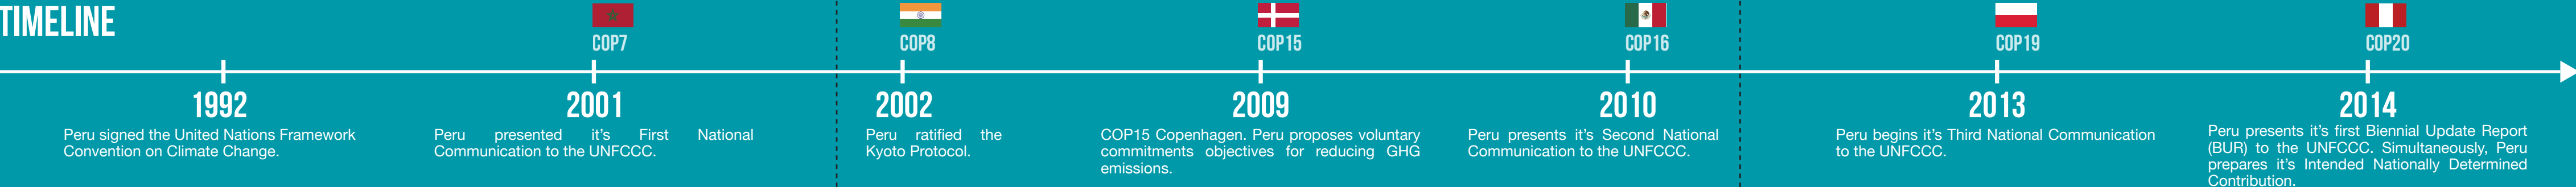 TIMELINE
COP7
COP8
COP15
COP16
COP19
COP20
1992
Peru signed the United Nations Framework
Convention on Climate Change.
2001
Peru presented it's First National
Communication to the UNFCCC.
2002
Peru ratified the
Kyoto Protocol.
2009
COP15 Copenhagen. Peru proposes voluntary
commitments objectives for reducing GHG
emissions.
2010
Peru presents it's Second National
Communication to the UNFCCC.
2013
Peru begins it's Third National Communication
to the UNFCCC.
2014
Peru presents it's first Biennial Update Report
(BUR) to the UNFCCC. Simultaneously, Peru
prepares it's Intended Nationally Determined
Contribution.